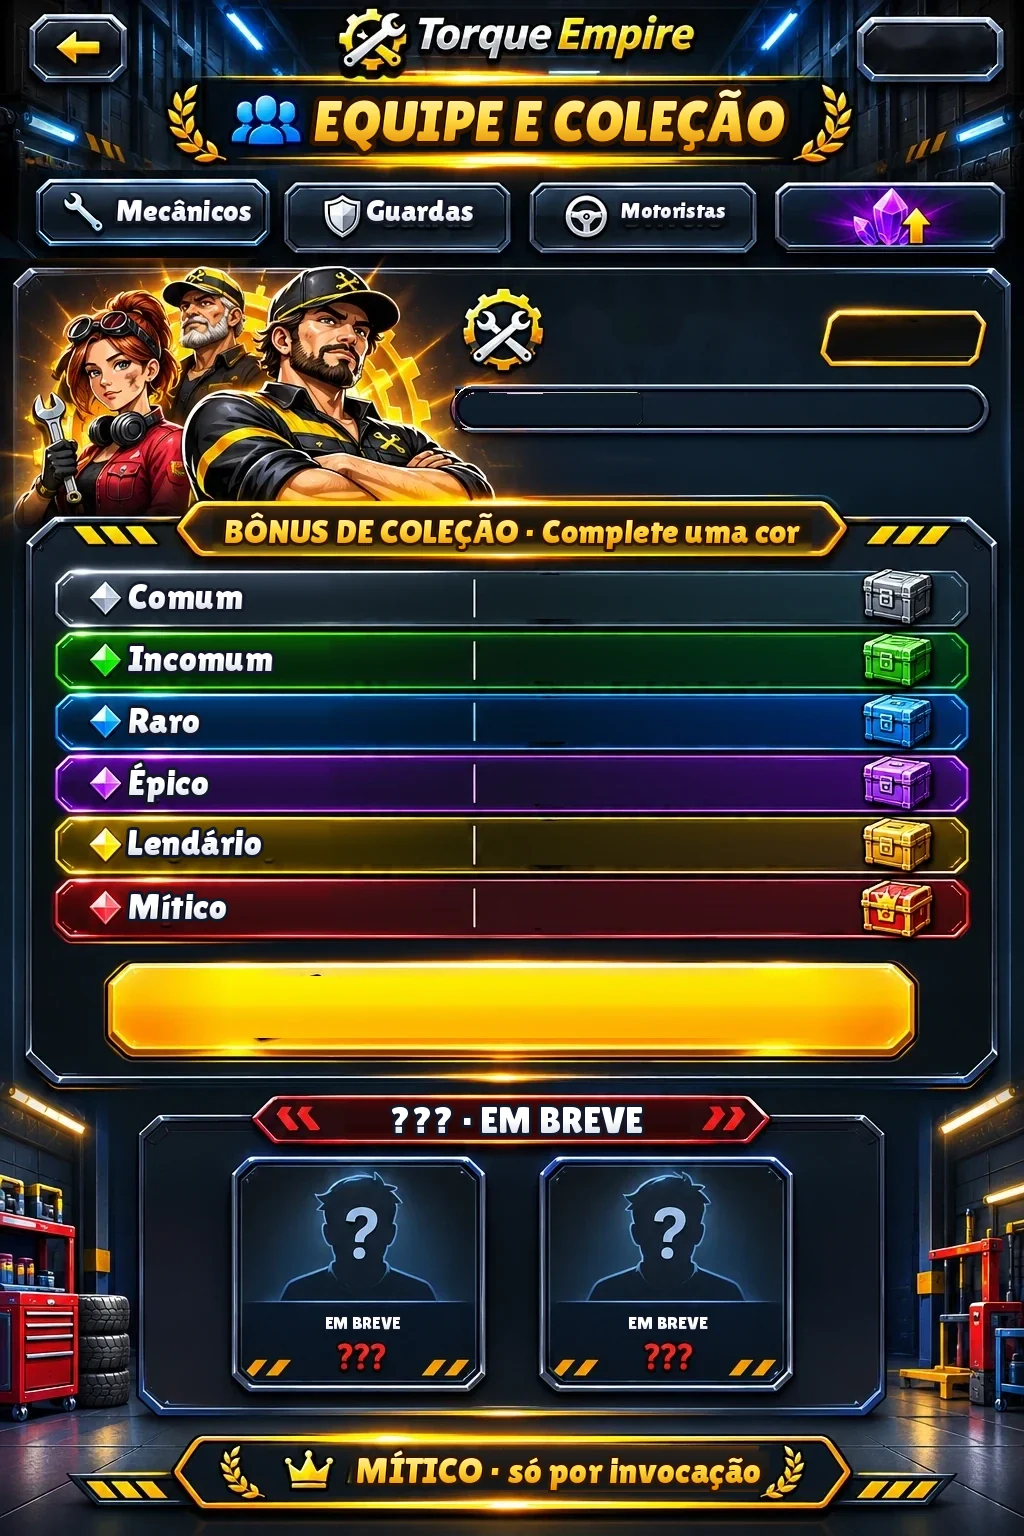 Torque Empire
EQUIPE E COLEÇÃO
Mecânicos
Guardas
Motoristas
BÔNUS DE COLEÇÃO · Complete uma cor
Comum
Incomum
Raro
Épico
Lendário
Mítico
??? · EM BREVE
?
?
EM BREVE
EM BREVE
???
???
MÍTICO · só por invocação